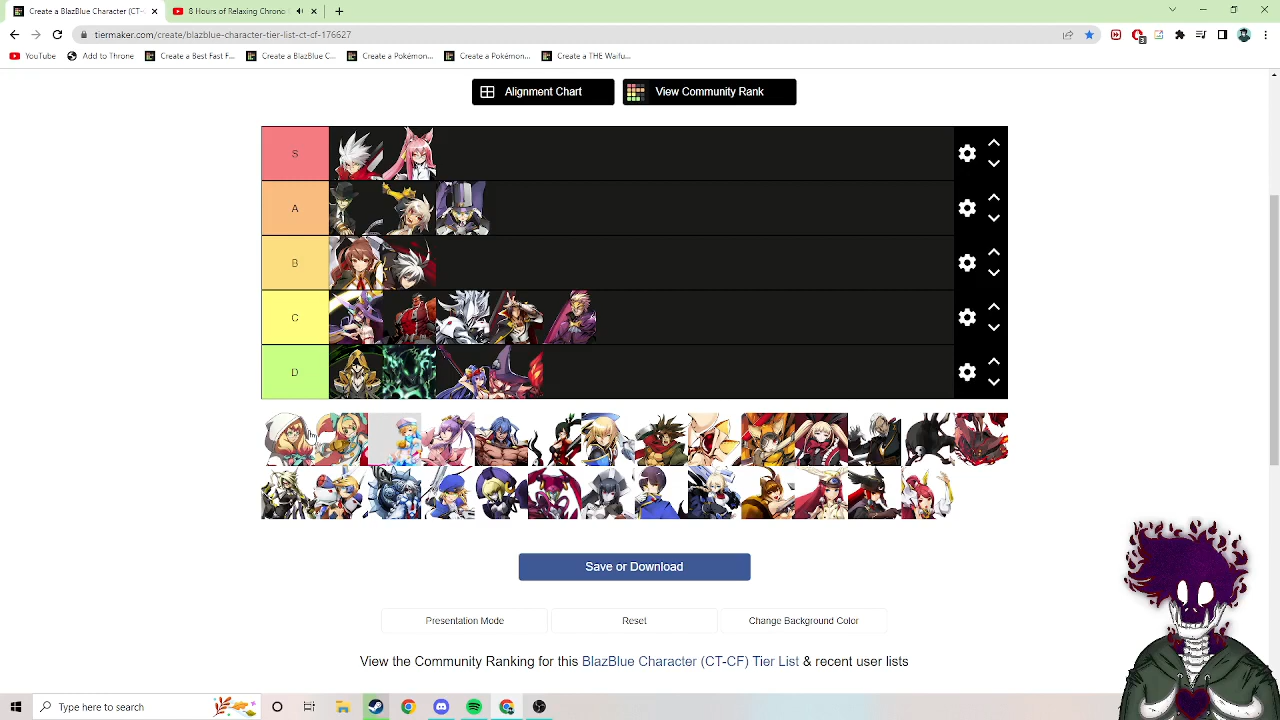 Create a BlazBlue Character (CT-
8 Hours of Relaxing Chrono
tiermaker.com/create/blazblue-character-tier-list-ct-cf-176627
3
YouTube
Add to Throne
Create a Best Fast F...
Create a BlazBlue C...
Create a Pokémon...
Create a Pokémon...
Create a THE Waifu...
Alignment Chart
View Community Rank
S
A
B
C
D
Save or Download
Presentation Mode
Reset
Change Background Color
View the Community Ranking for this BlazBlue Character (CT-CF) Tier List & recent user lists
Type here to search